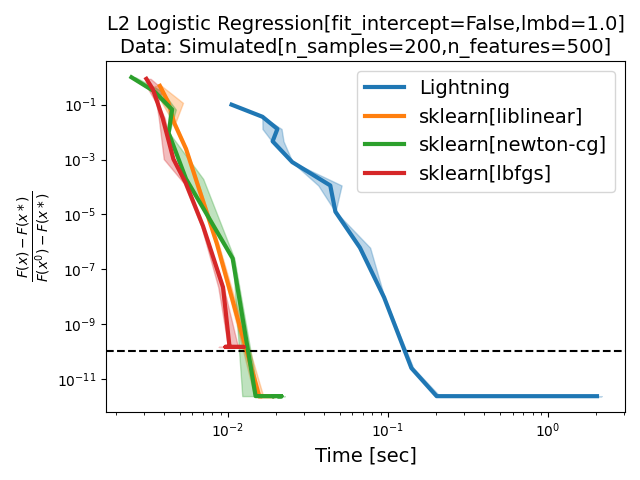 L2 Logistic Regression[fit_intercept=False,lmbd=1.0]
Data: Simulated[n_samples=200,n_features=500]
Lightning
sklearn[liblinear]
sklearn[newton-cg]
sklearn[lbfgs]
F(x) − F(x*)
F(x⁰) − F(x*)
10⁻¹
10⁻³
10⁻⁵
10⁻⁷
10⁻⁹
10⁻¹¹
10⁻² 10⁻¹ 10⁰
Time [sec]